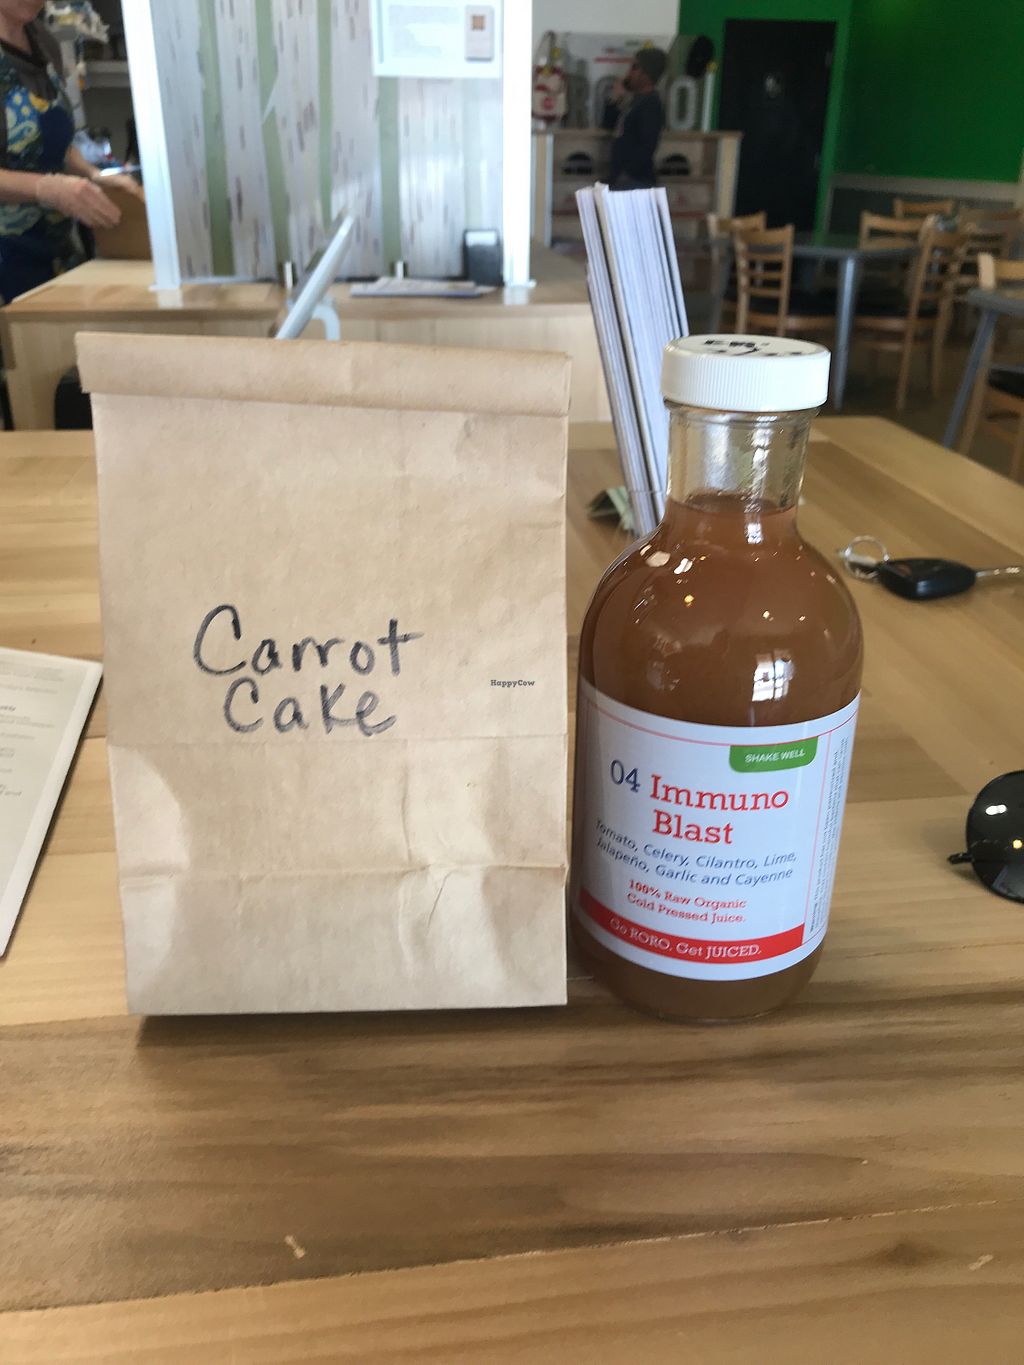 Carrot
Cake
HappyCow
SHAKE WELL
04 Immuno
Blast
Tomato, Celery, Cilantro, Lime,
Jalapeño, Garlic and Cayenne
100% Raw Organic
Cold Pressed Juice.
Go RORO. Get JUICED.